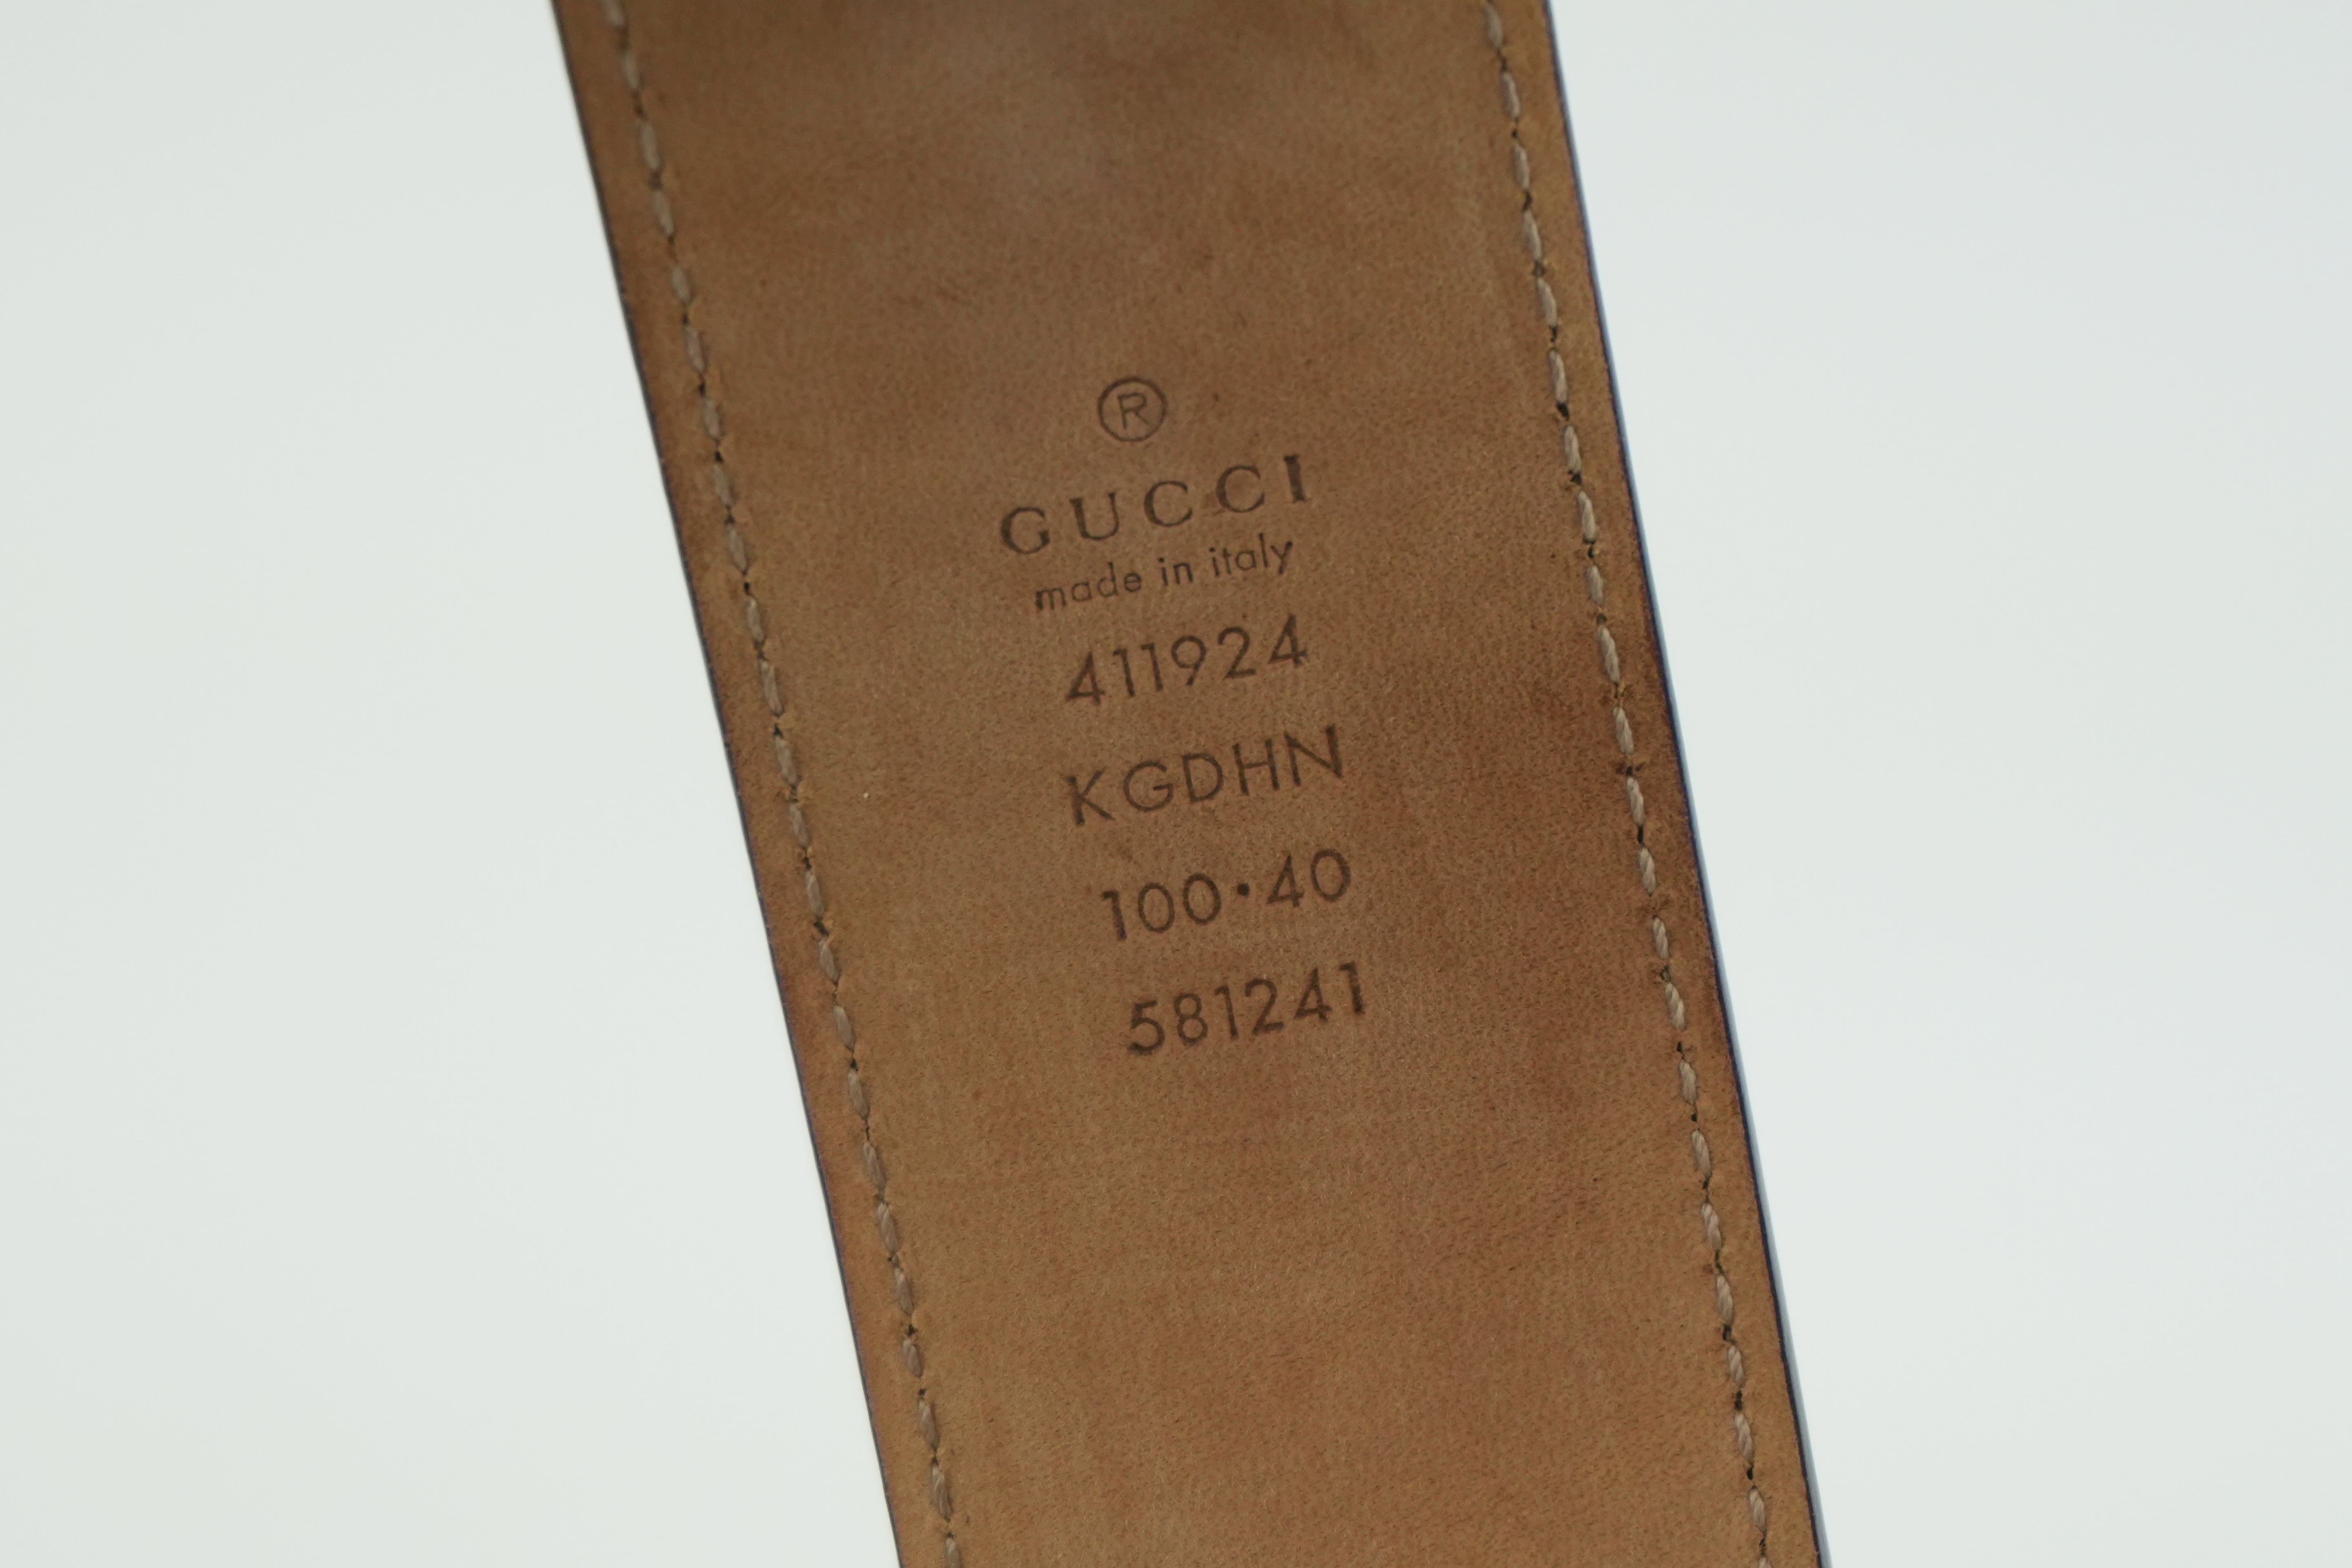 ®
GUCCI
made in italy
411924
KGDHN
100·40
581241